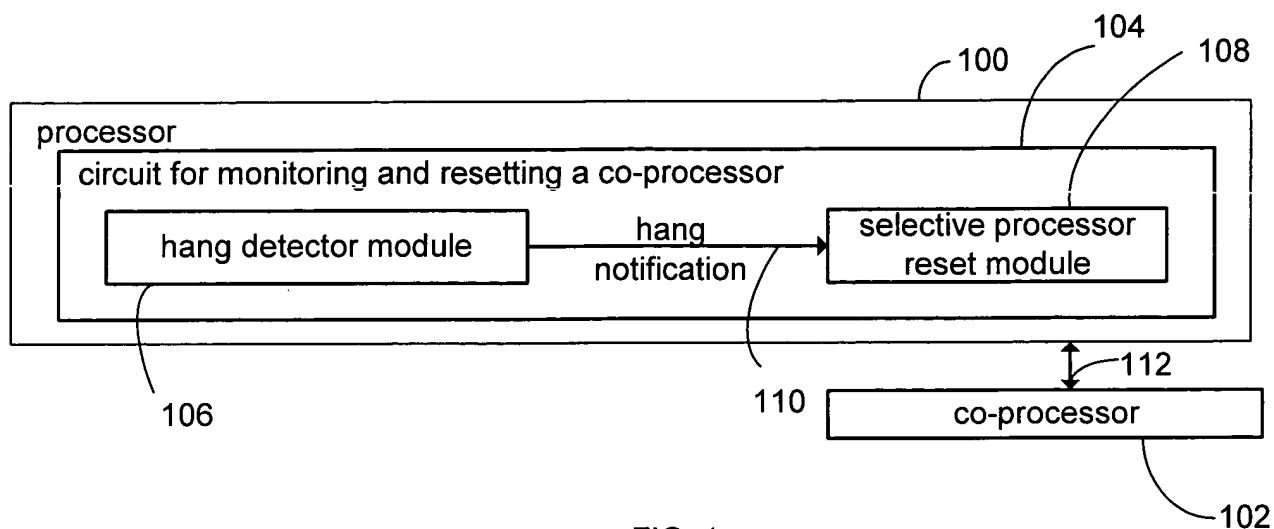 104
100
108
processor
circuit for monitoring and resetting a co-processor
hang detector module
hang
notification
selective processor
reset module
106
110
112
co-processor
102